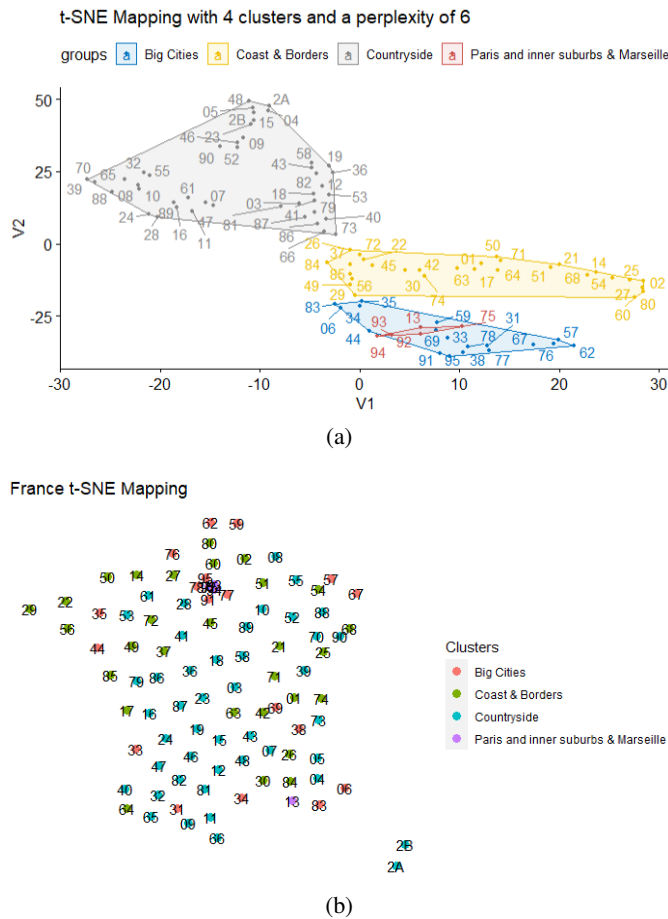 t-SNE Mapping with 4 clusters and a perplexity of 6
groups a Big Cities a Coast & Borders a Countryside a Paris and inner suburbs & Marseille
V2
50
25
0
-25
-30 -20 -10 0 10 20 30
V1
48 2A
05 04
2B 15
46 23 09
90 52
58 19
43 36
70 65 32 55
39 88 08 10 61 07 18 82 12 53
24 28 89 16 47 11 81 03 87 41 79 40
86 73
66
26 72 22 50
84 37 45 42 01 71 21 14
85 30 63 17 51 68 54 25 02
49 56 74 60 80
29
83 35 59 75 31
06 34 93 13 57
44 92 69 33 78 67 76 62
94 91 95 38 77
(a)
France t-SNE Mapping
62 59
80
76 60 02 08
50 14 27 95 51 55 57
61 78 77 54 67
29 22 28 91 10 52 88
35 53
56 72 45 89 70 90 68
44 49 37 41 21 25
85 79 86 36 18 58 71 39
03
17 16 87 23 63 42 01 74
69
33 24 19 15 43 38 73
47 46 12 48 07 26 05
40 32 82 81 30 84 04 06
64 65 31 34 13 83
09 11
66
2B
2A
Clusters
Big Cities
Coast & Borders
Countryside
Paris and inner suburbs & Marseille
(b)